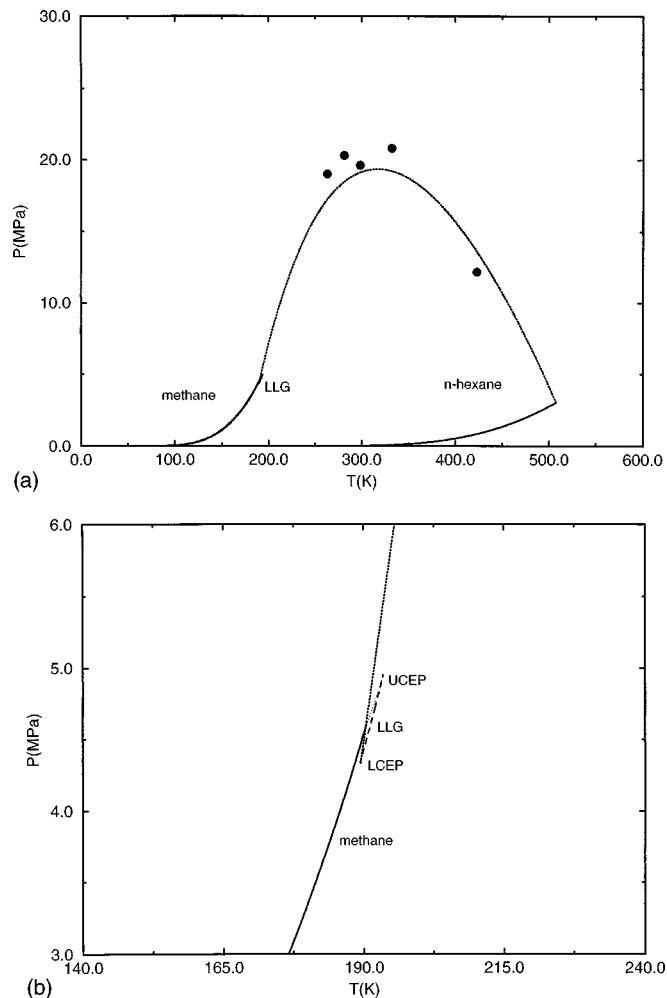 30.0
20.0
P(MPa)
10.0
methane
LLG
n-hexane
0.0
0.0 100.0 200.0 300.0 400.0 500.0 600.0
(a)
T(K)
6.0
5.0
UCEP
P(MPa)
LLG
LCEP
4.0
methane
3.0
140.0 165.0 190.0 215.0 240.0
(b)
T(K)